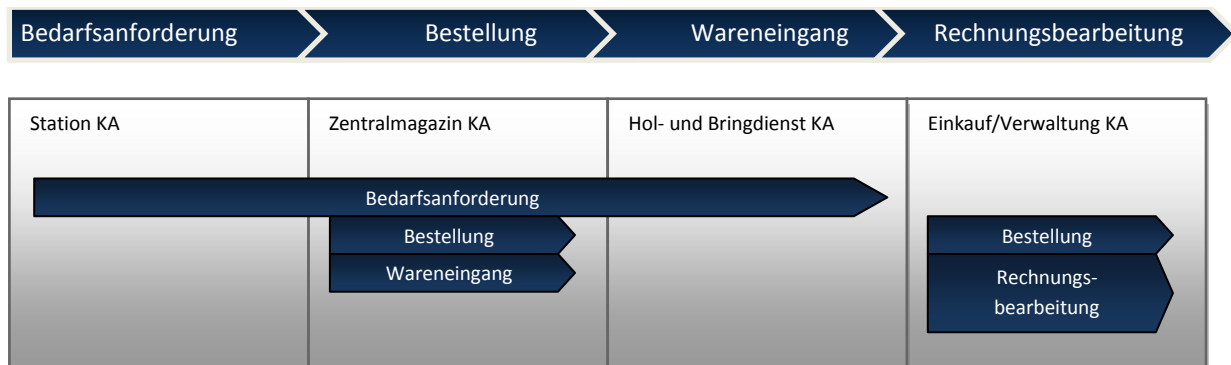 Bedarfsanforderung Bestellung Wareneingang Rechnungsbearbeitung
Station KA Zentralmagazin KA Hol- und Bringdienst KA Einkauf/Verwaltung KA
Bedarfsanforderung
Bestellung Bestellung
Wareneingang Rechnungs-
bearbeitung